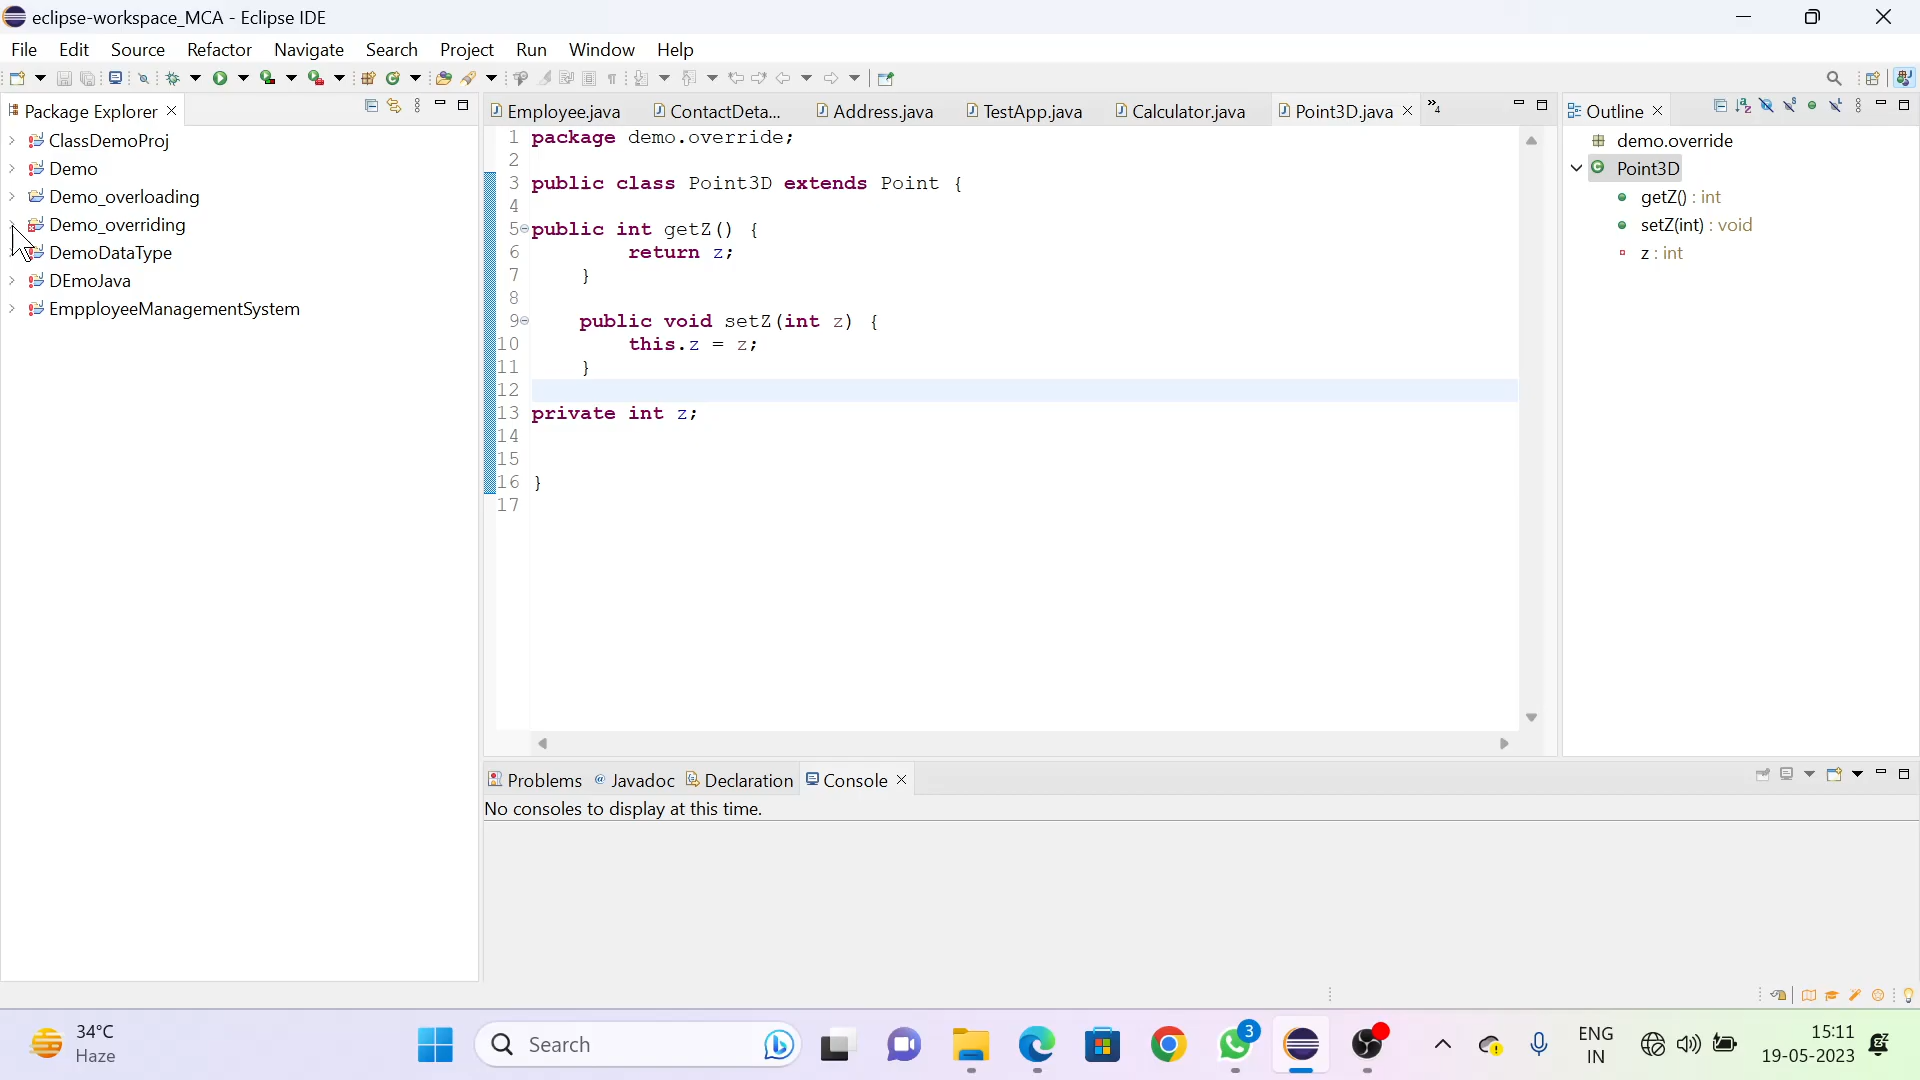 eclipse-workspace_MCA - Eclipse IDE
File Edit Source Refactor Navigate Search Project Run Window Help
Package Explorer
ClassDemoProj
Demo
Demo_overloading
Demo_overriding
DemoDataType
DEmoJava
EmpployeeManagementSystem
Employee.java ContactDeta... Address.java TestApp.java Calculator.java Point3D.java »4
1 package demo.override;
2
3 public class Point3D extends Point {
4
5 public int getZ() {
6 return z;
7 }
8
9 public void setZ(int z) {
10 this.z = z;
11 }
12
13 private int z;
14
15
16 }
17
Outline
demo.override
Point3D
getZ() : int
setZ(int) : void
z : int
Problems Javadoc Declaration Console
No consoles to display at this time.
34°C
Haze
Search
3
ENG
IN
15:11
19-05-2023